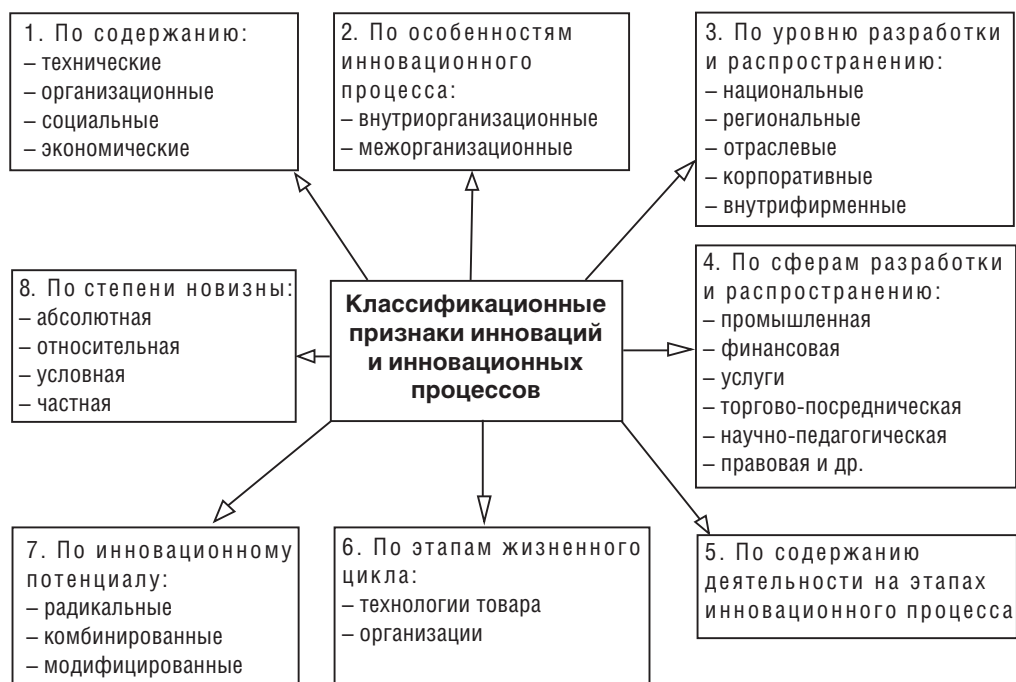 1. По содержанию:
– технические
– организационные
– социальные
– экономические
2. По особенностям
инновационного
процесса:
– внутриорганизационные
– межорганизационные
3. По уровню разработки
и распространению:
– национальные
– региональные
– отраслевые
– корпоративные
– внутрифирменные
8. По степени новизны:
– абсолютная
– относительная
– условная
– частная
Классификационные
признаки инноваций
и инновационных
процессов
4. По сферам разработки
и распространению:
– промышленная
– финансовая
– услуги
– торгово-посредническая
– научно-педагогическая
– правовая и др.
7. По инновационному
потенциалу:
– радикальные
– комбинированные
– модифицированные
6. По этапам жизненного
цикла:
– технологии товара
– организации
5. По содержанию
деятельности на этапах
инновационного процесса